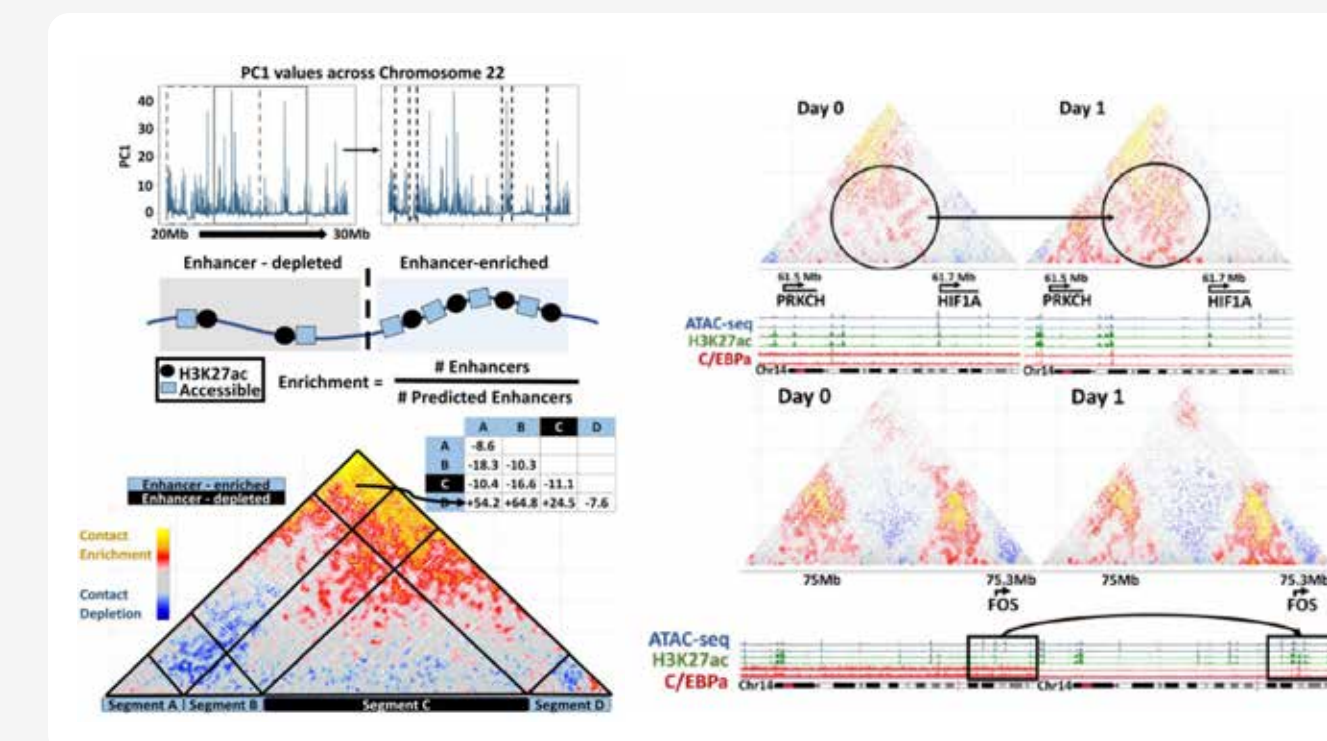 PC1 values across Chromosome 22
40
30
20
10
0
PC1
20Mb
30Mb
Enhancer - depleted
Enhancer-enriched
H3K27ac
Accessible
Enrichment =
# Enhancers
# Predicted Enhancers
A B C D
A -8.6
B -18.3 -10.3
C -10.4 -16.6 -11.1
D +54.2 +64.8 +24.5 -7.6
Enhancer - enriched
Enhancer - depleted
Contact
Enrichment
Contact
Depletion
Segment A
Segment B
Segment C
Segment D
Day 0
Day 1
61.5 Mb
PRKCH
61.7 Mb
HIF1A
61.5 Mb
PRKCH
61.7 Mb
HIF1A
ATAC-seq
H3K27ac
C/EBPa
Chr14
Chr14
Day 0
Day 1
75Mb
75.3Mb
FOS
75Mb
75.3Mb
FOS
ATAC-seq
H3K27ac
C/EBPa
Chr14
Chr14